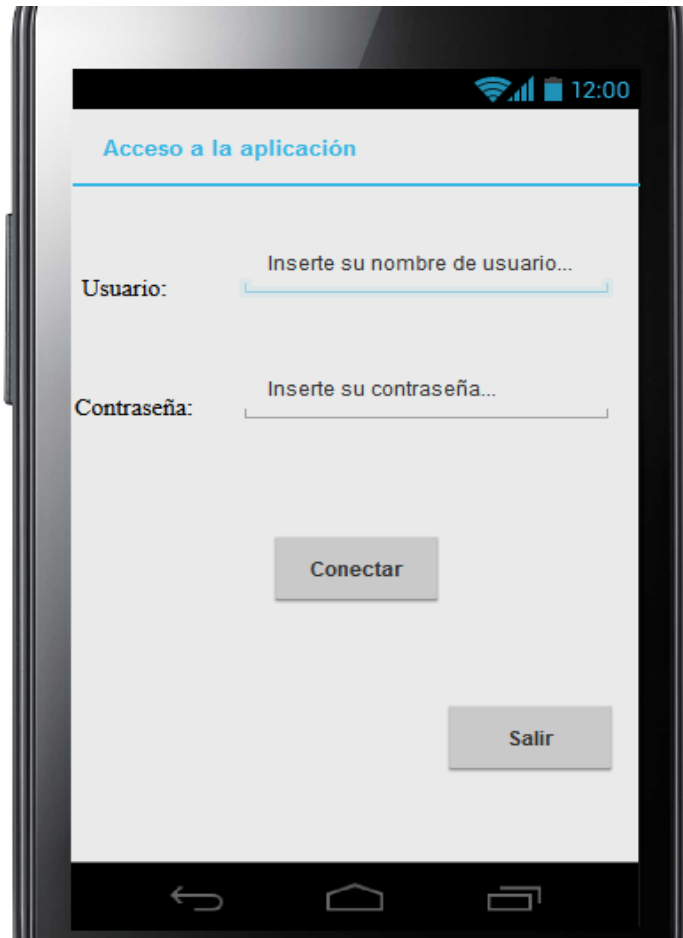 12:00
Acceso a la aplicación
Inserte su nombre de usuario...
Usuario:
Inserte su contraseña...
Contraseña:
Conectar
Salir